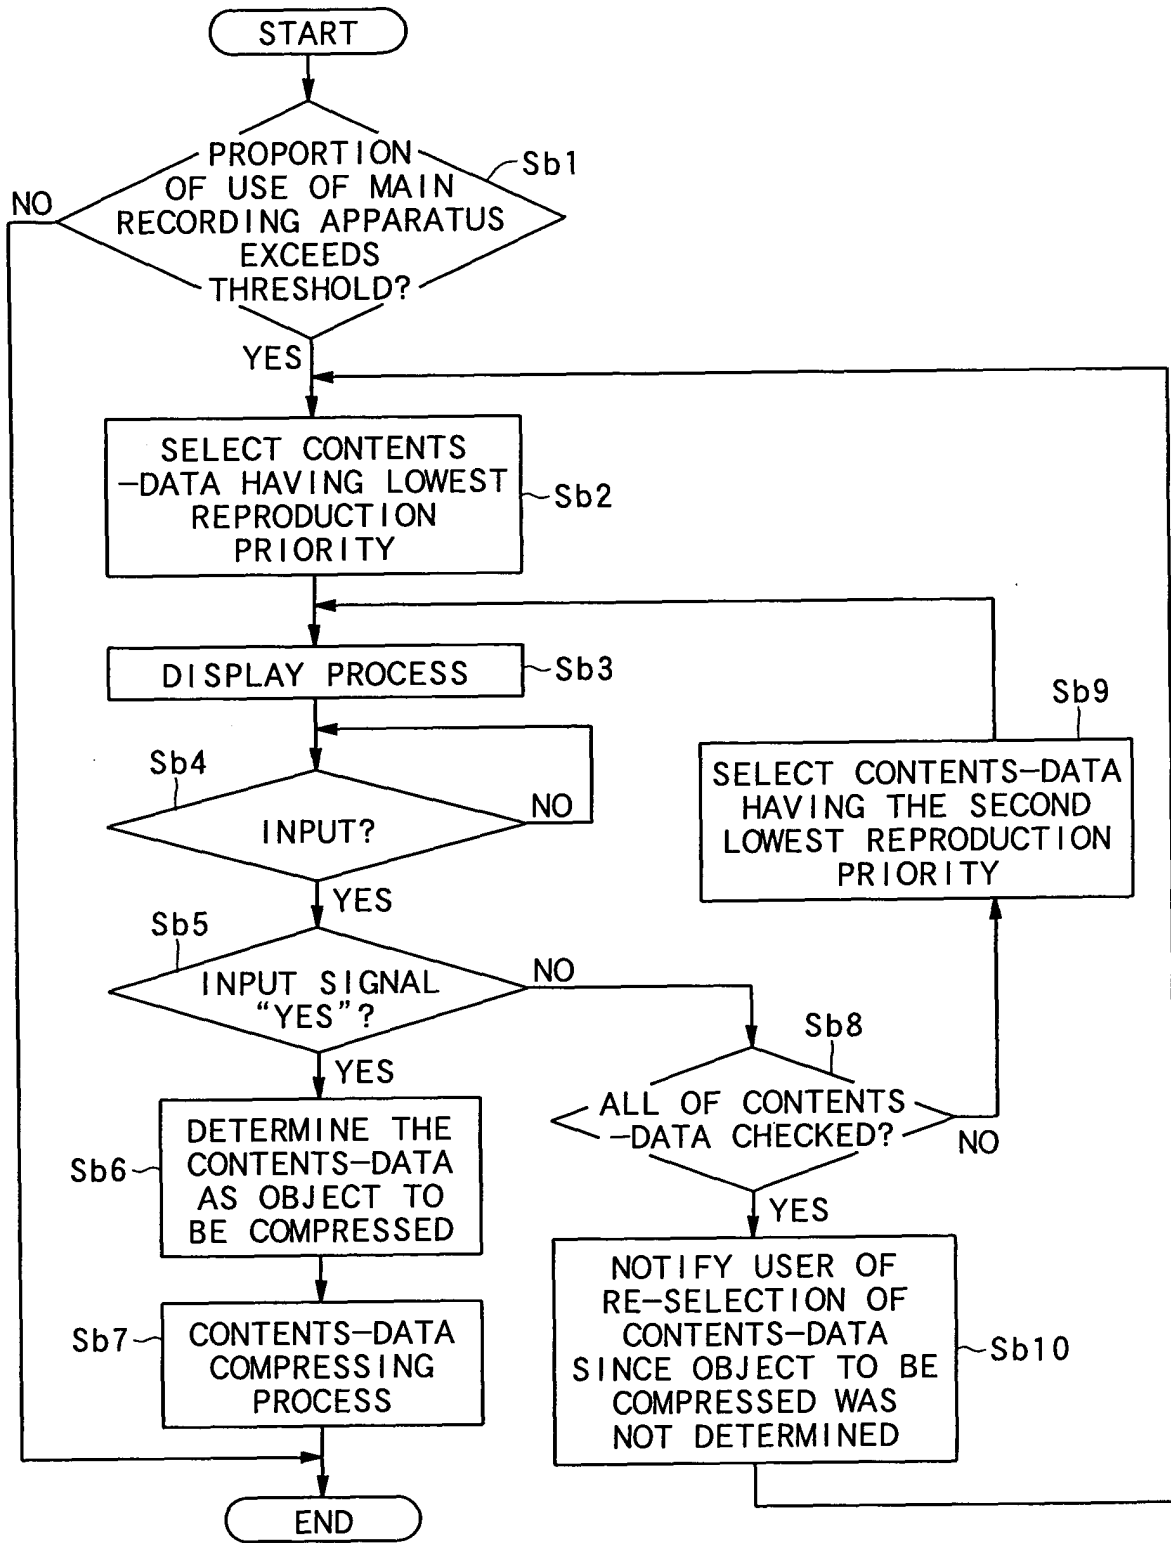 START
PROPORTION
OF USE OF MAIN
RECORDING APPARATUS
EXCEEDS
THRESHOLD?
Sb1
NO
YES
SELECT CONTENTS
-DATA HAVING LOWEST
REPRODUCTION
PRIORITY
Sb2
DISPLAY PROCESS
Sb3
Sb4
INPUT?
NO
YES
Sb5
INPUT SIGNAL
“YES”?
NO
YES
DETERMINE THE
CONTENTS-DATA
AS OBJECT TO
BE COMPRESSED
Sb6
CONTENTS-DATA
COMPRESSING
PROCESS
Sb7
END
Sb9
SELECT CONTENTS-DATA
HAVING THE SECOND
LOWEST REPRODUCTION
PRIORITY
Sb8
ALL OF CONTENTS
-DATA CHECKED?
NO
YES
NOTIFY USER OF
RE-SELECTION OF
CONTENTS-DATA
SINCE OBJECT TO BE
COMPRESSED WAS
NOT DETERMINED
Sb10